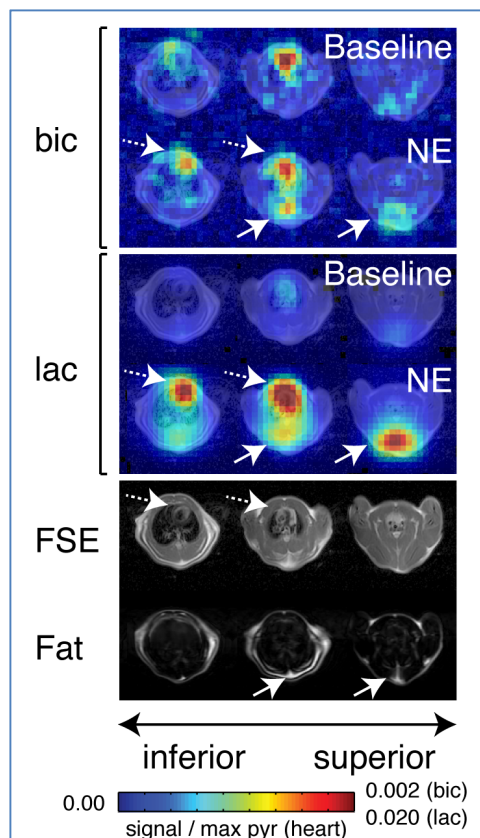 Baseline
bic
NE
Baseline
lac
NE
FSE
Fat
inferior superior
0.00 0.002 (bic)
0.020 (lac)
signal / max pyr (heart)